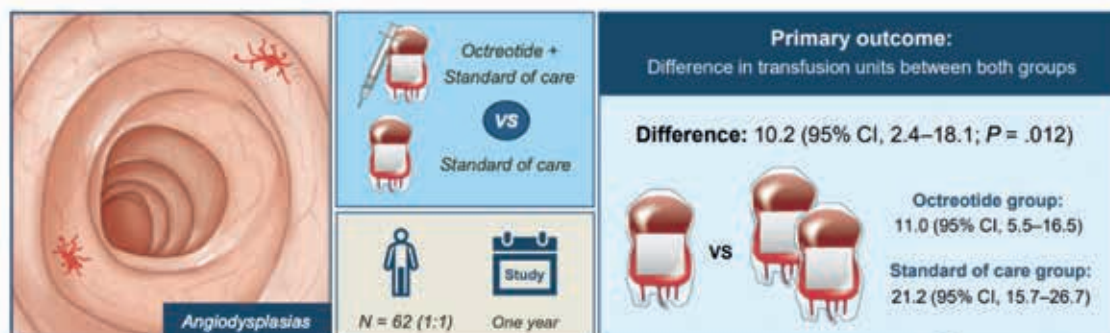 Angiodysplasias
Octreotide +
Standard of care
VS
Standard of care
N = 62 (1:1)
Study
One year
Primary outcome:
Difference in transfusion units between both groups
Difference: 10.2 (95% CI, 2.4–18.1; P = .012)
VS
Octreotide group:
11.0 (95% CI, 5.5–16.5)
Standard of care group:
21.2 (95% CI, 15.7–26.7)